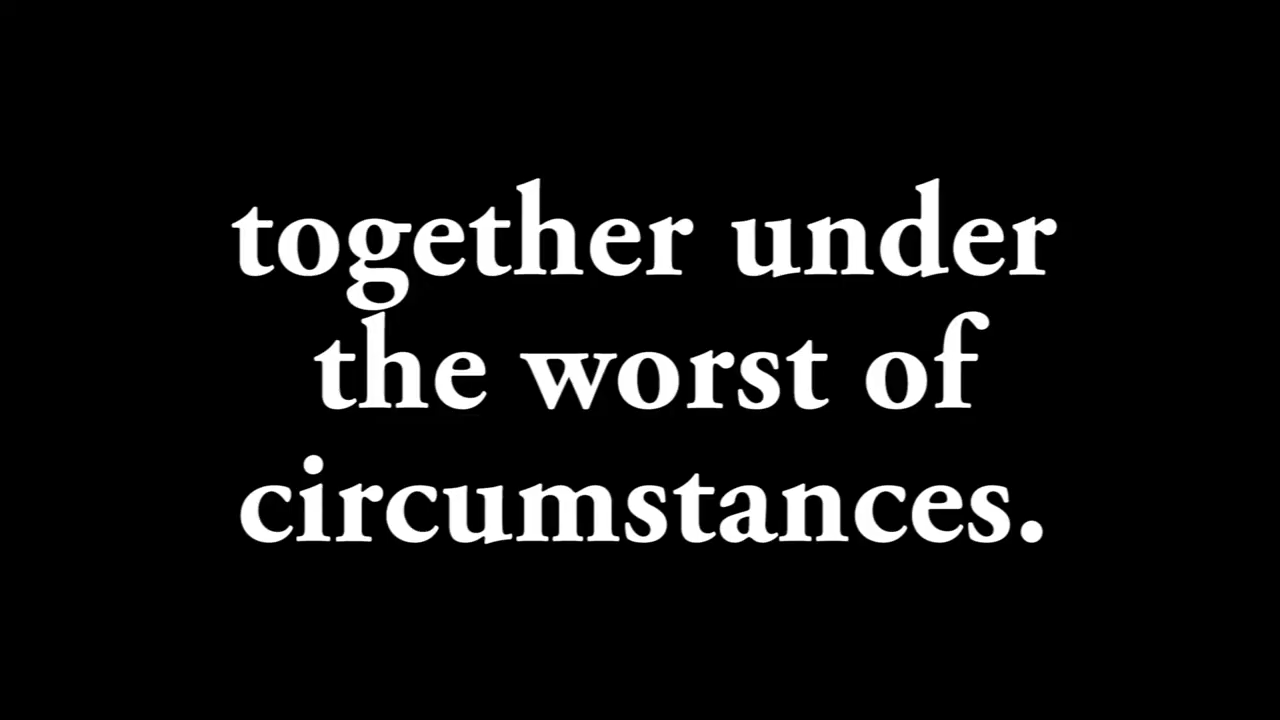 together under
the worst of
circumstances.